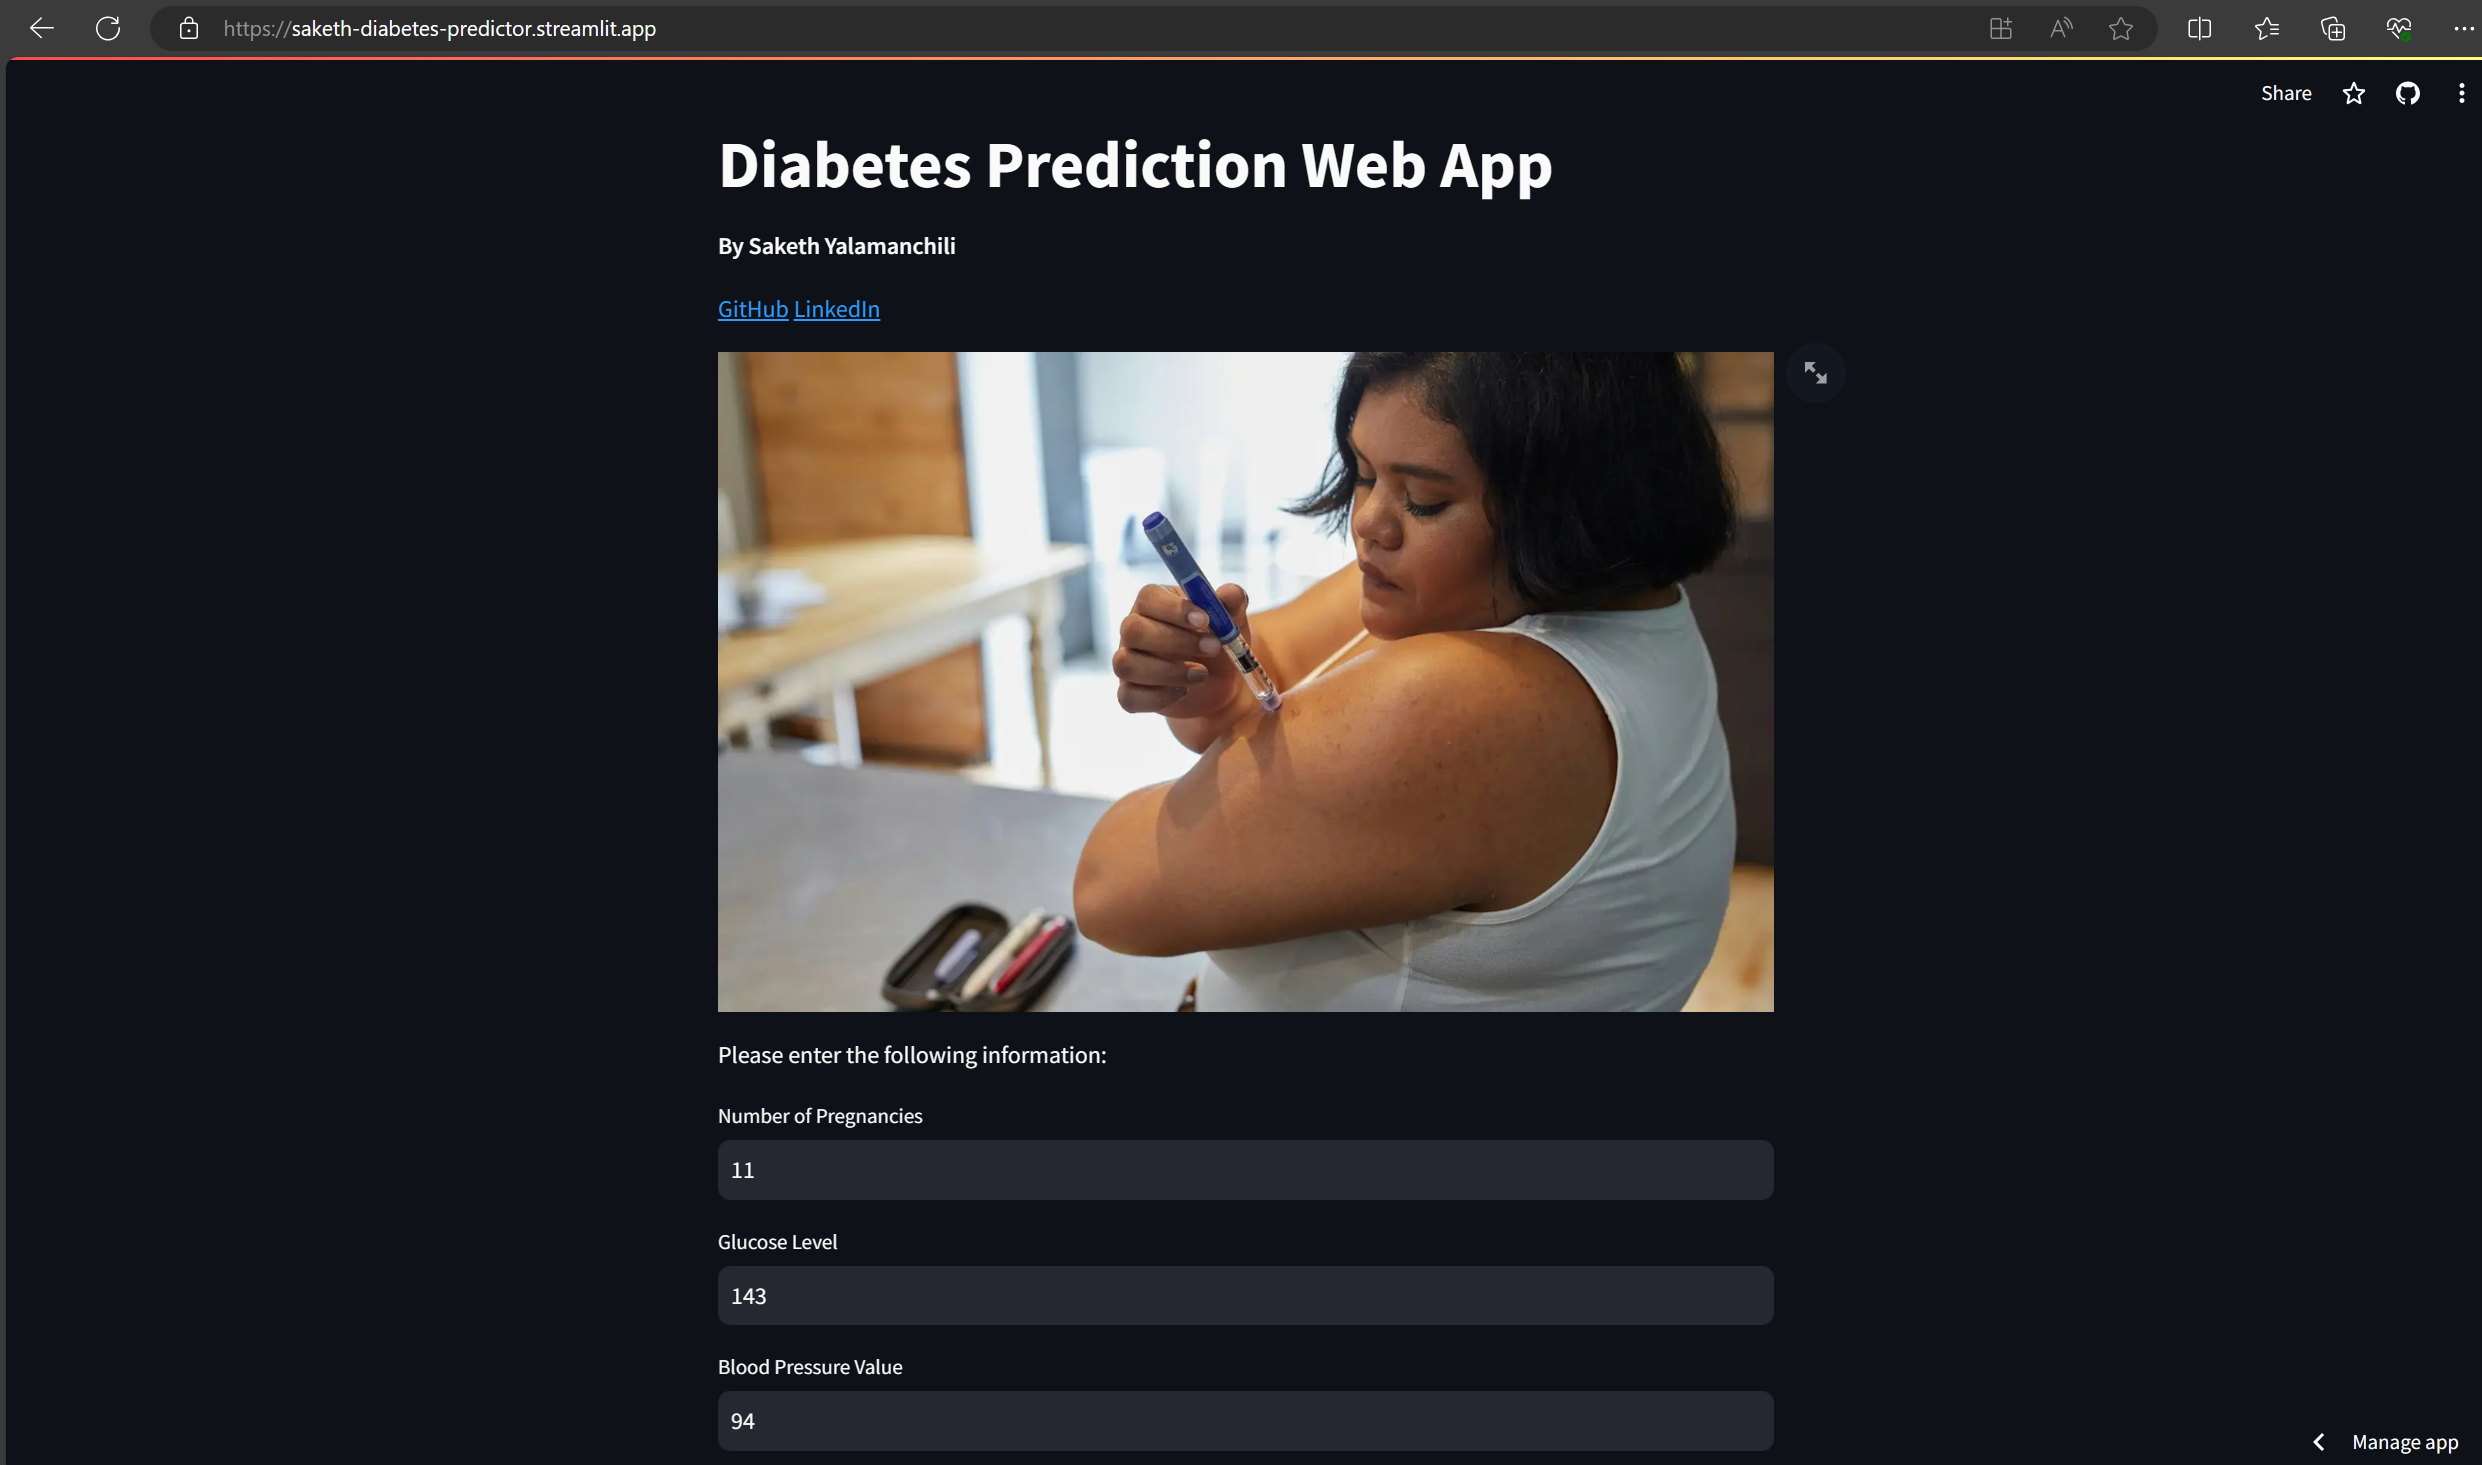 https://saketh-diabetes-predictor.streamlit.app
Share
Diabetes Prediction Web App
By Saketh Yalamanchili
GitHub LinkedIn
Please enter the following information:
Number of Pregnancies
11
Glucose Level
143
Blood Pressure Value
94
Manage app